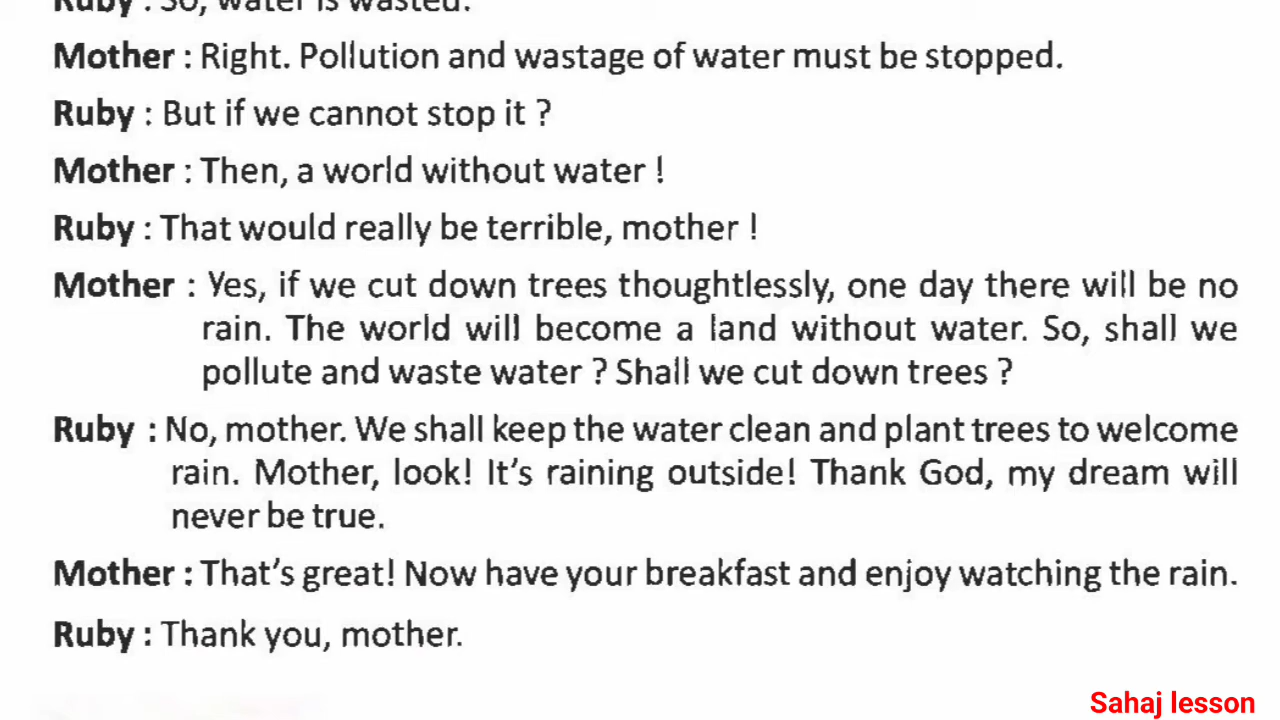 Ruby : So, water is wasted.
Mother : Right. Pollution and wastage of water must be stopped.
Ruby : But if we cannot stop it ?
Mother : Then, a world without water !
Ruby : That would really be terrible, mother !
Mother : Yes, if we cut down trees thoughtlessly, one day there will be no
rain. The world will become a land without water. So, shall we
pollute and waste water ? Shall we cut down trees ?
Ruby : No, mother. We shall keep the water clean and plant trees to welcome
rain. Mother, look! It's raining outside! Thank God, my dream will
never be true.
Mother : That's great! Now have your breakfast and enjoy watching the rain.
Ruby : Thank you, mother.
Sahaj lesson